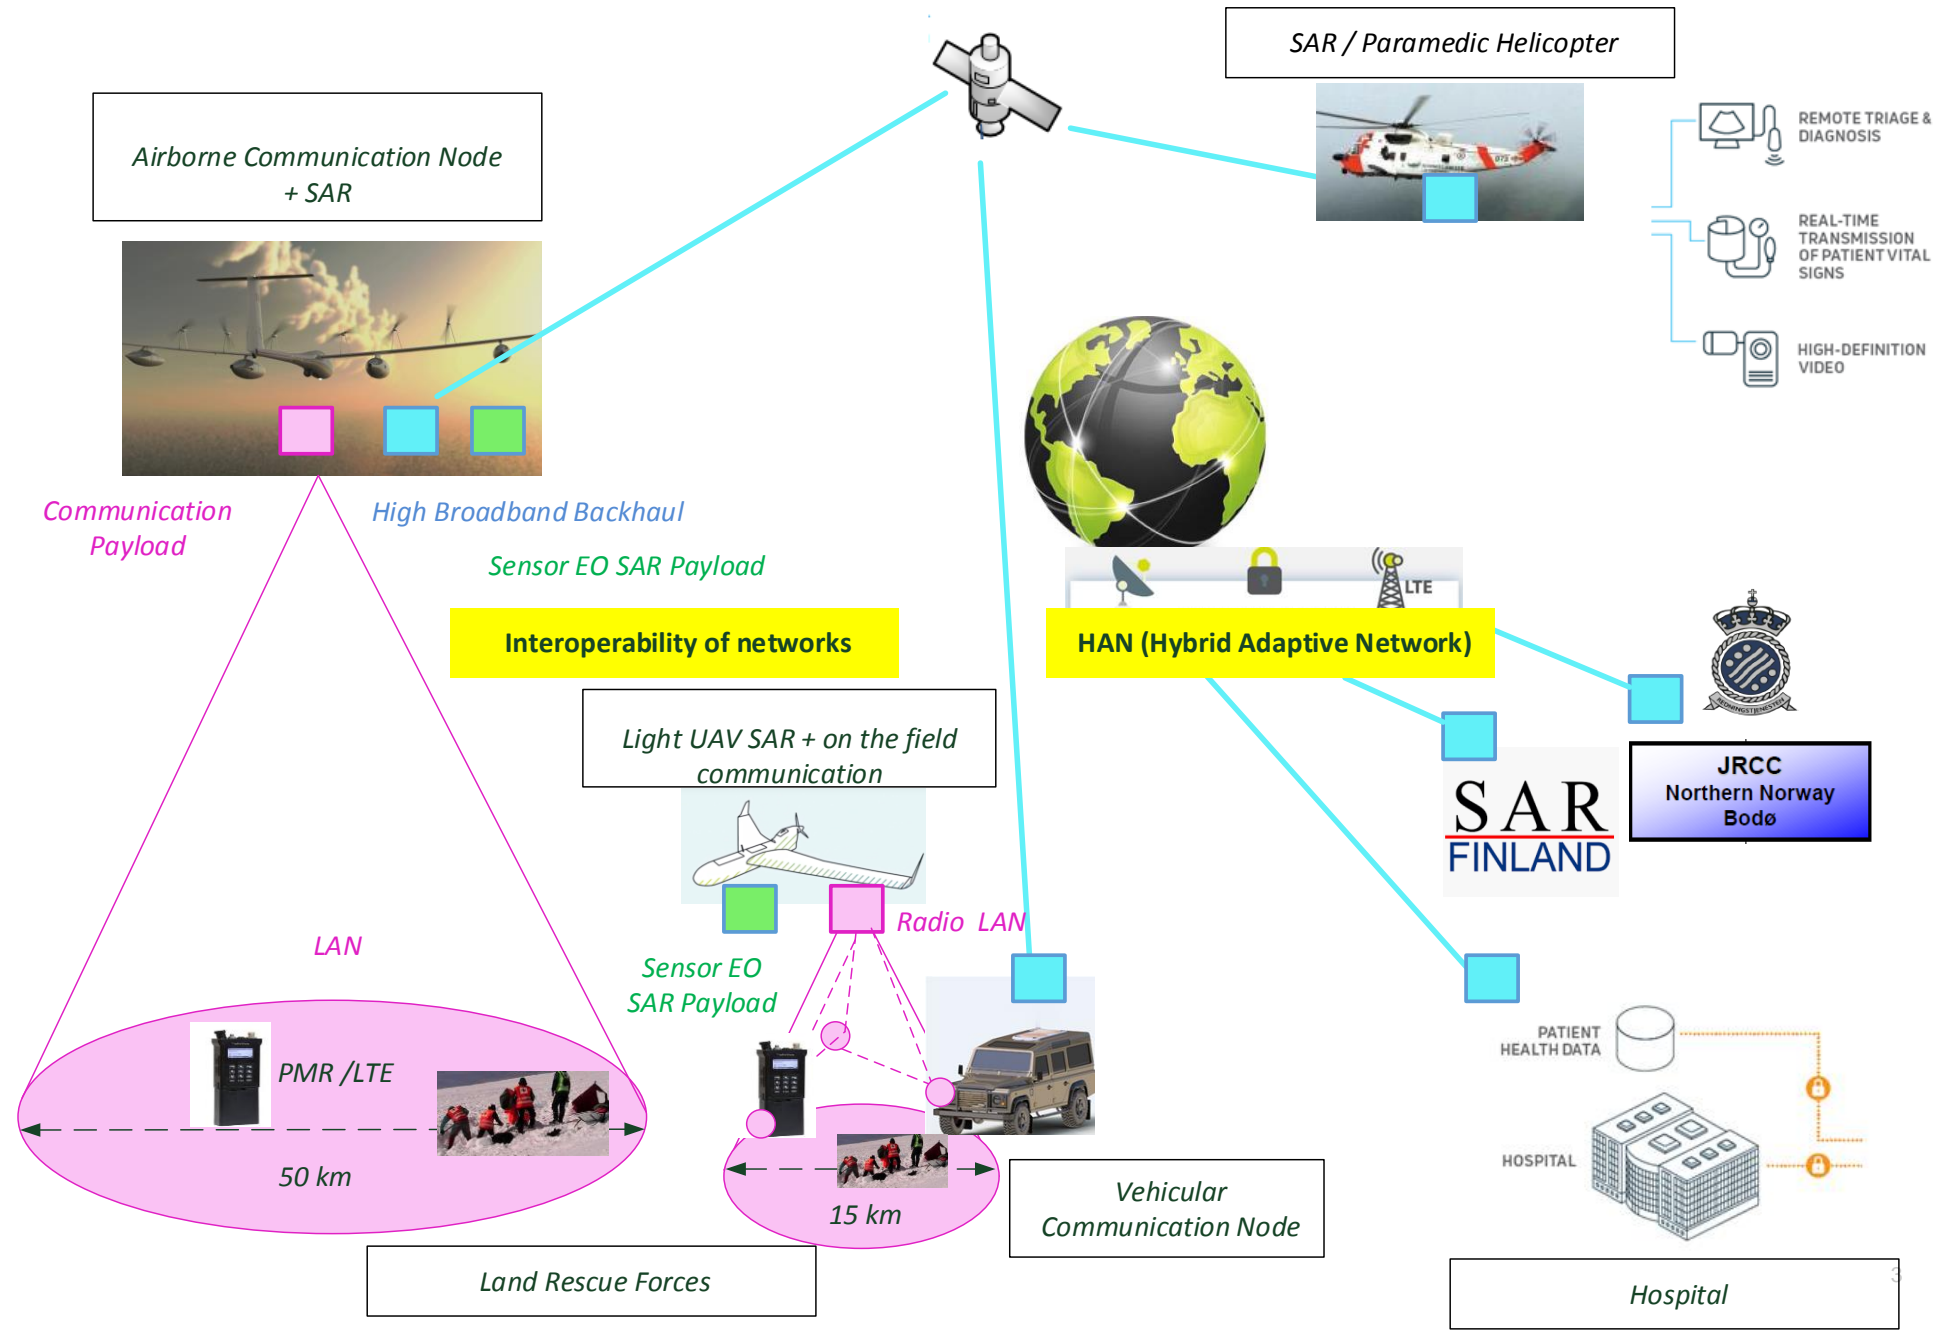 SAR / Paramedic Helicopter
REMOTE TRIAGE &
DIAGNOSIS
Airborne Communication Node
+ SAR
REAL-TIME
TRANSMISSION
OF PATIENT VITAL
SIGNS
HIGH-DEFINITION
VIDEO
Communication
Payload
High Broadband Backhaul
Sensor EO SAR Payload
LTE
Interoperability of networks
HAN (Hybrid Adaptive Network)
REDNINGSTJENESTEN
Light UAV SAR + on the field
communication
JRCC
Northern Norway
Bodø
SAR
FINLAND
Radio LAN
LAN
Sensor EO
SAR Payload
PATIENT
HEALTH DATA
PMR /LTE
HOSPITAL
50 km
15 km
Vehicular
Communication Node
Land Rescue Forces
Hospital
3